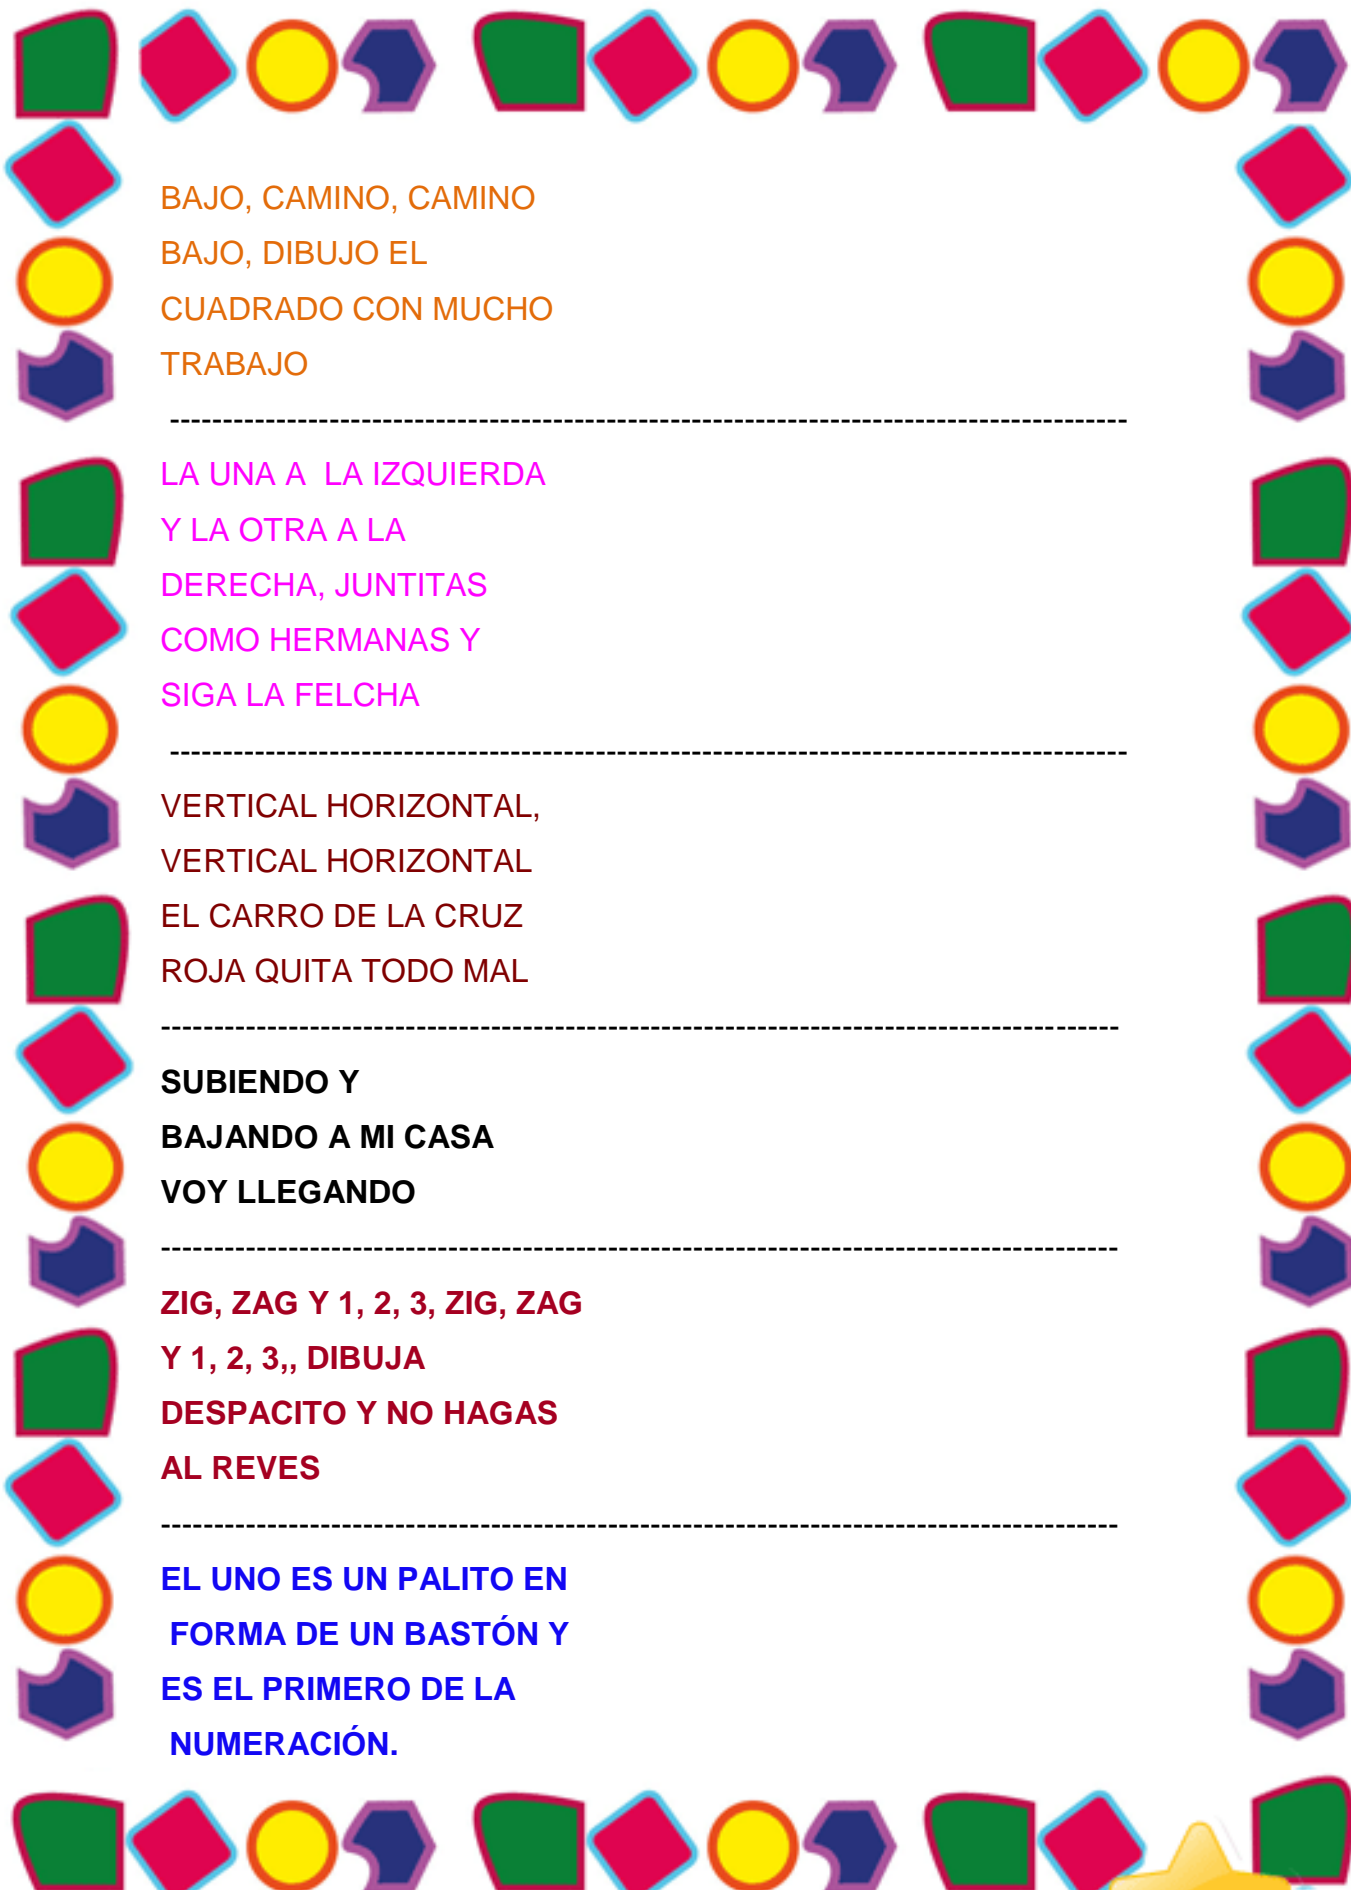 BAJO, CAMINO, CAMINO
BAJO, DIBUJO EL
CUADRADO CON MUCHO
TRABAJO
------------------------------------------------------------------------------------------
LA UNA A  LA IZQUIERDA
Y LA OTRA A LA
DERECHA, JUNTITAS
COMO HERMANAS Y
SIGA LA FELCHA
------------------------------------------------------------------------------------------
VERTICAL HORIZONTAL,
VERTICAL HORIZONTAL
EL CARRO DE LA CRUZ
ROJA QUITA TODO MAL
------------------------------------------------------------------------------------------
SUBIENDO Y
BAJANDO A MI CASA
VOY LLEGANDO
------------------------------------------------------------------------------------------
ZIG, ZAG Y 1, 2, 3, ZIG, ZAG
Y 1, 2, 3,, DIBUJA
DESPACITO Y NO HAGAS
AL REVES
------------------------------------------------------------------------------------------
EL UNO ES UN PALITO EN
FORMA DE UN BASTÓN Y
ES EL PRIMERO DE LA
NUMERACIÓN.